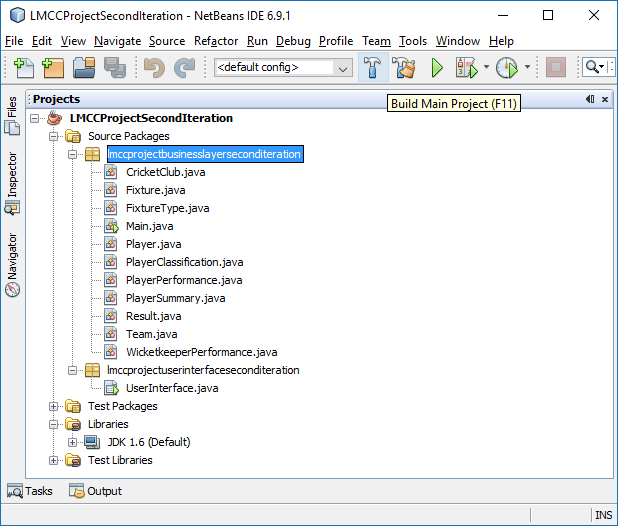 LMCCProjectSecondIteration - NetBeans IDE 6.9.1
File Edit View Navigate Source Refactor Run Debug Profile Team Tools Window Help
<default config>
Build Main Project (F11)
Files
Inspector
Navigator
Projects
LMCCProjectSecondIteration
Source Packages
lmccprojectbusinesslayerseconditeration
CricketClub.java
Fixture.java
FixtureType.java
Main.java
Player.java
PlayerClassification.java
PlayerPerformance.java
PlayerSummary.java
Result.java
Team.java
WicketkeeperPerformance.java
lmccprojectuserinterfaceseconditeration
UserInterface.java
Test Packages
Libraries
JDK 1.6 (Default)
Test Libraries
Tasks Output
INS